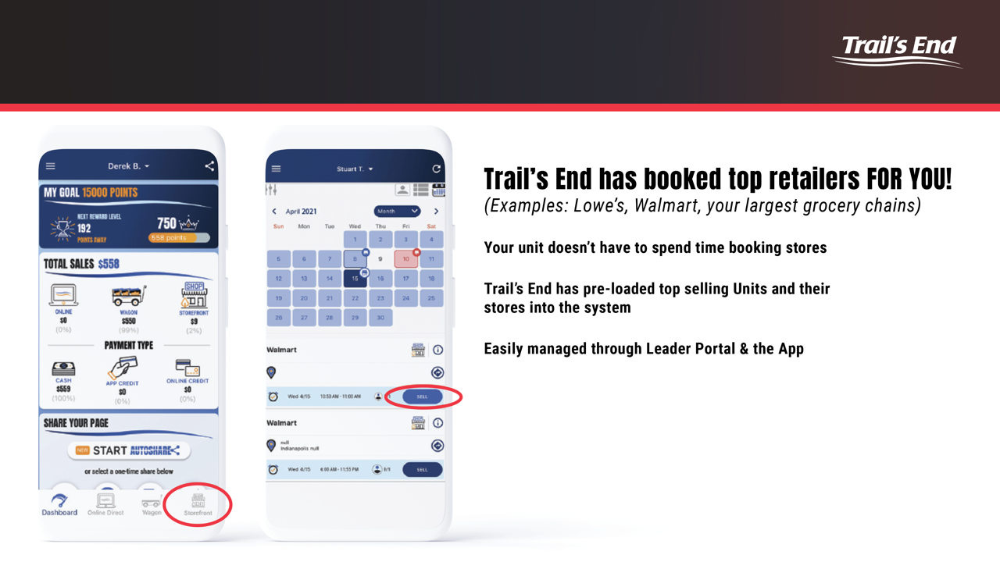 Trail's End
Derek B.
MY GOAL 15000 POINTS
NEXT REWARD LEVEL
192
POINTS AWAY
750
558 points
TOTAL SALES $558
SHOP
ONLINE
$0
(0%)
WAGON
$550
(99%)
STOREFRONT
$9
(2%)
PAYMENT TYPE
CASH
$559
(100%)
APP CREDIT
$0
(0%)
ONLINE CREDIT
$0
(0%)
SHARE YOUR PAGE
NEW START AUTOSHARE
or select a one-time share below
Dashboard
Online Direct
Wagon
Storefront
Stuart T.
April 2021
Month
Sun Mon Tue Wed Thu Fri Sat
1 2 3 4
5 6 7 8 9 10 11
12 13 14 15 16 17 18
19 20 21 22 23 24 25
26 27 28 29 30
Walmart
Wed 4/15 10:53 AM - 11:00 AM SELL
Walmart
null
Indianapolis null
Wed 4/15 6:00 AM - 11:55 PM 0/1 SELL
Trail's End has booked top retailers FOR YOU!
(Examples: Lowe's, Walmart, your largest grocery chains)
Your unit doesn't have to spend time booking stores
Trail's End has pre-loaded top selling Units and their
stores into the system
Easily managed through Leader Portal & the App